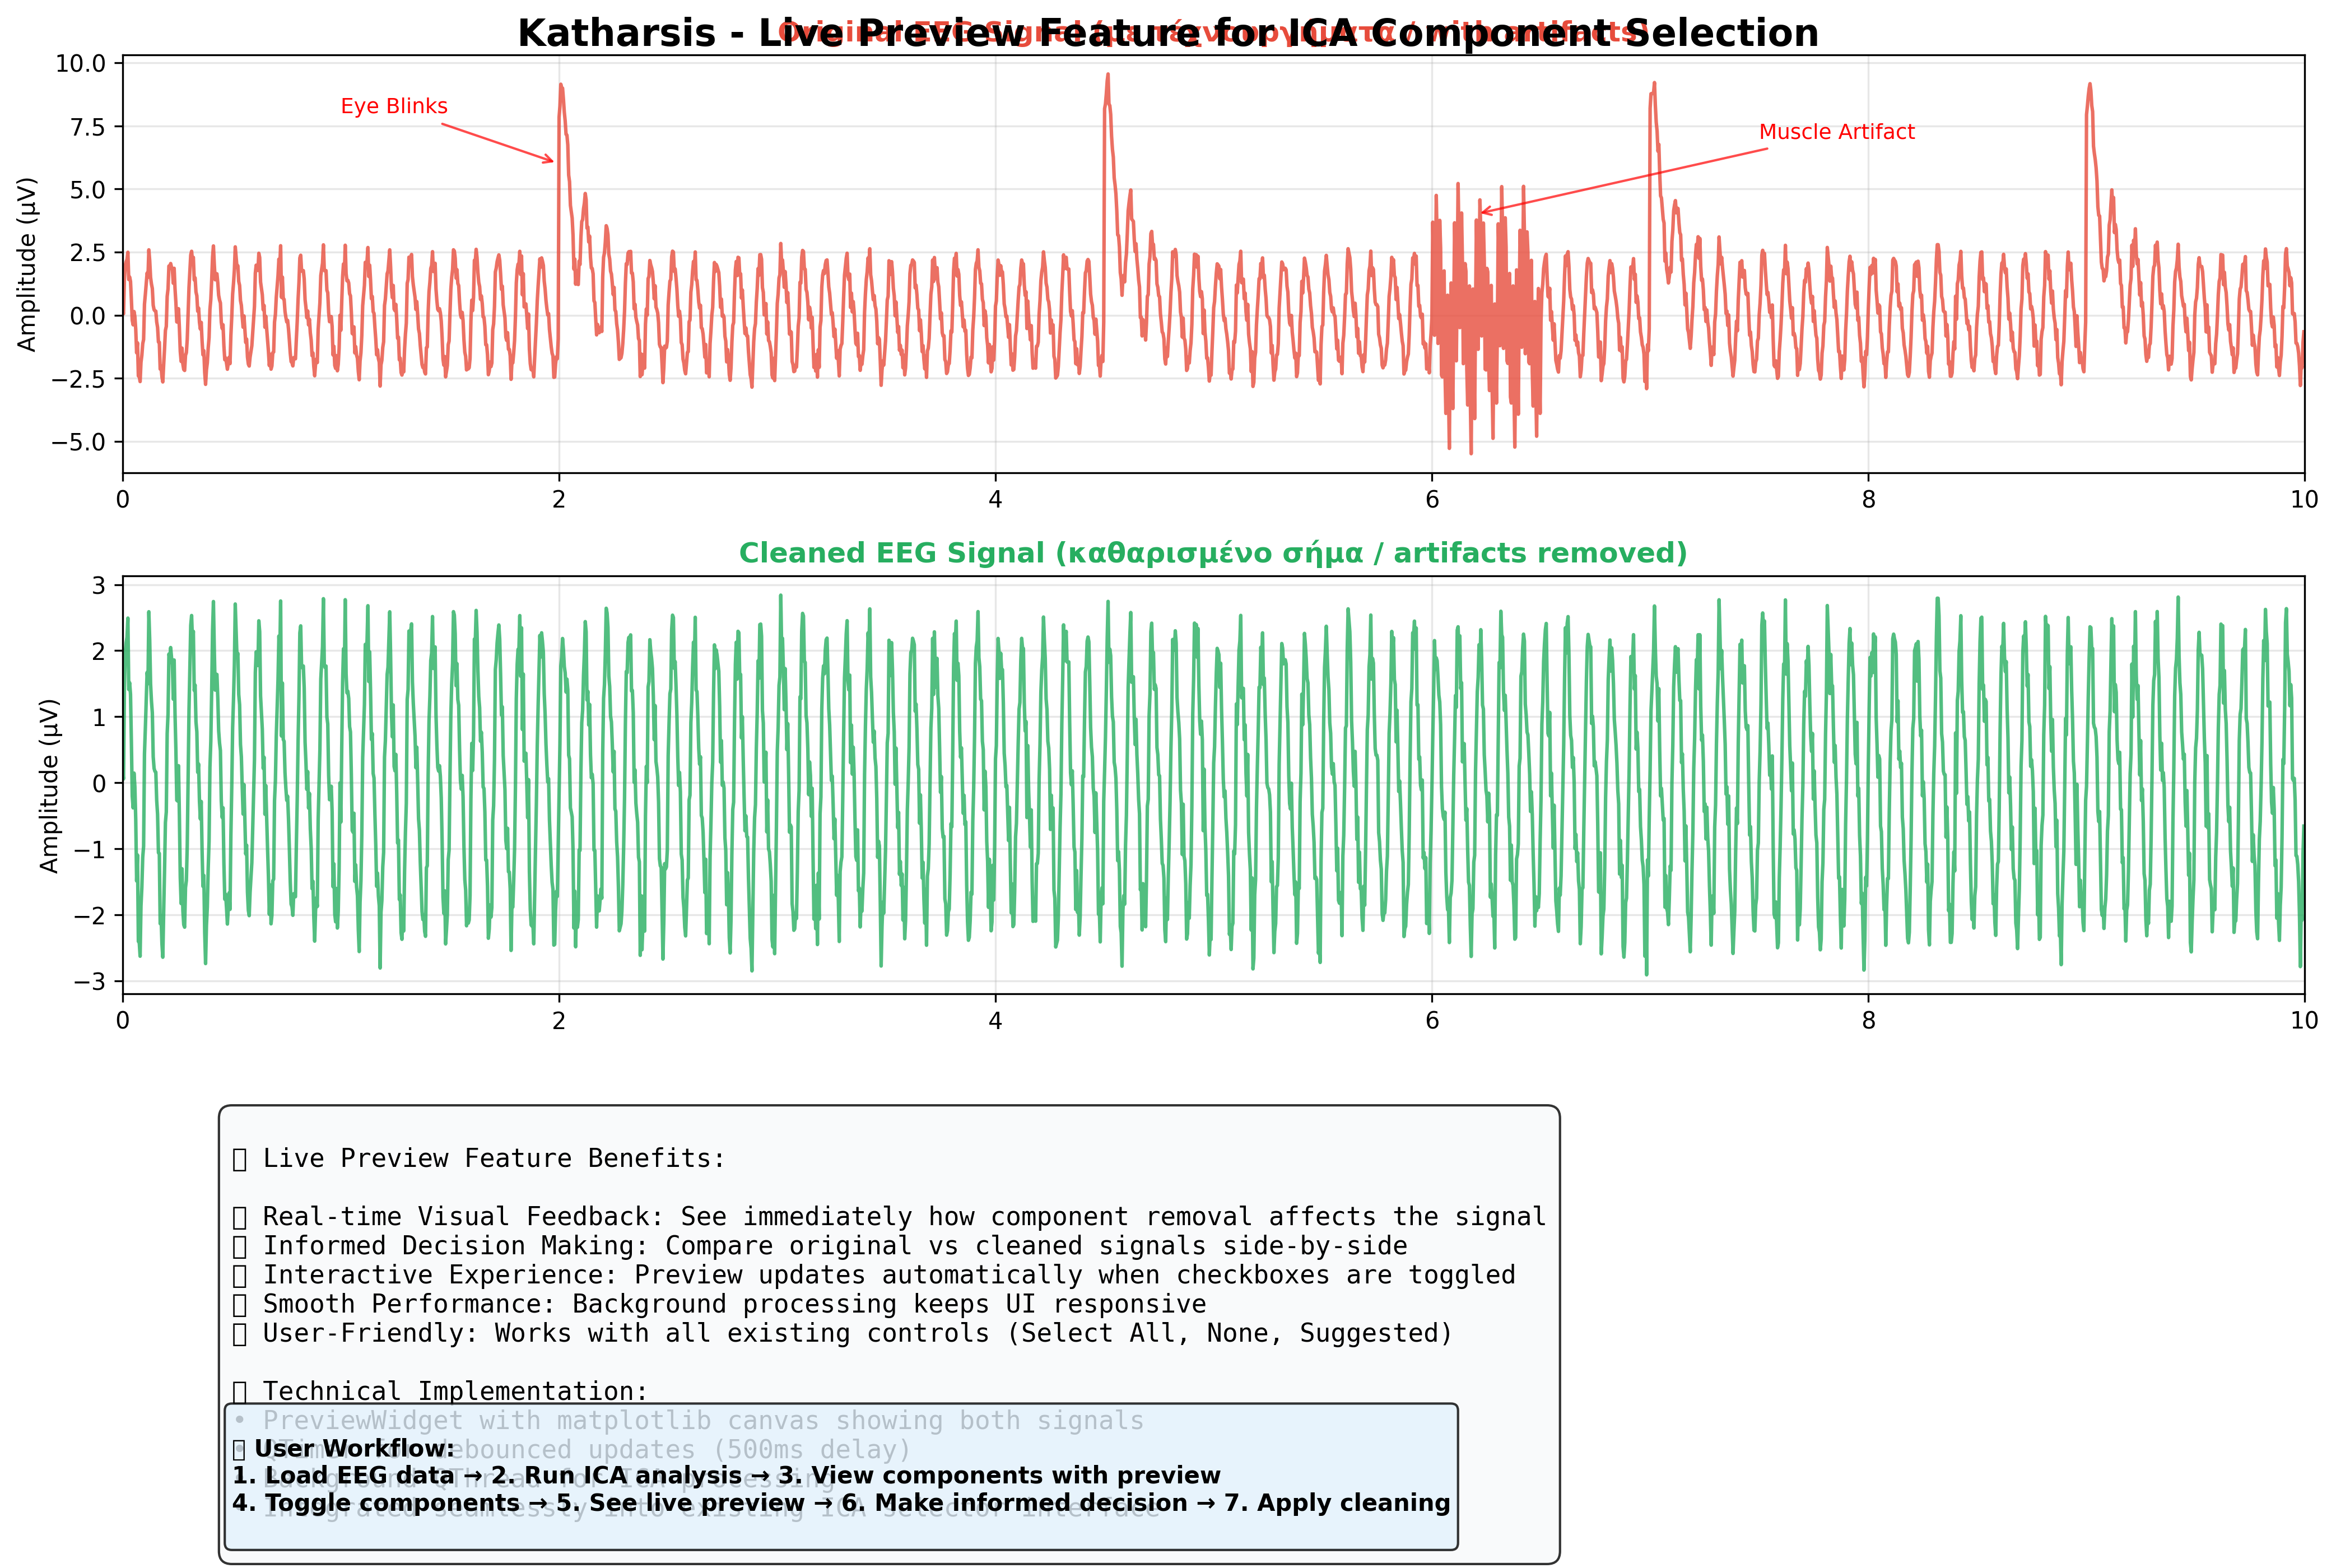 Katharsis - Live Preview Feature for ICA Component Selection
Original EEG Signal (με / with artifacts)
10.0
7.5
5.0
2.5
0.0
−2.5
−5.0
Amplitude (μV)
Eye Blinks
Muscle Artifact
0 2 4 6 8 10
Cleaned EEG Signal (καθαρισμένο σήμα / artifacts removed)
3
2
1
0
−1
−2
−3
Amplitude (μV)
0 2 4 6 8 10
Live Preview Feature Benefits:
Real-time Visual Feedback: See immediately how component removal affects the signal
Informed Decision Making: Compare original vs cleaned signals side-by-side
Interactive Experience: Preview updates automatically when checkboxes are toggled
Smooth Performance: Background processing keeps UI responsive
User-Friendly: Works with all existing controls (Select All, None, Suggested)
Technical Implementation:
• PreviewWidget with matplotlib canvas showing both signals
• QTimer for debounced updates (500ms delay)
• Background QThread for ICA processing
• Integrated seamlessly into existing ICA selector interface
User Workflow:
1. Load EEG data → 2. Run ICA analysis → 3. View components with preview
4. Toggle components → 5. See live preview → 6. Make informed decision → 7. Apply cleaning